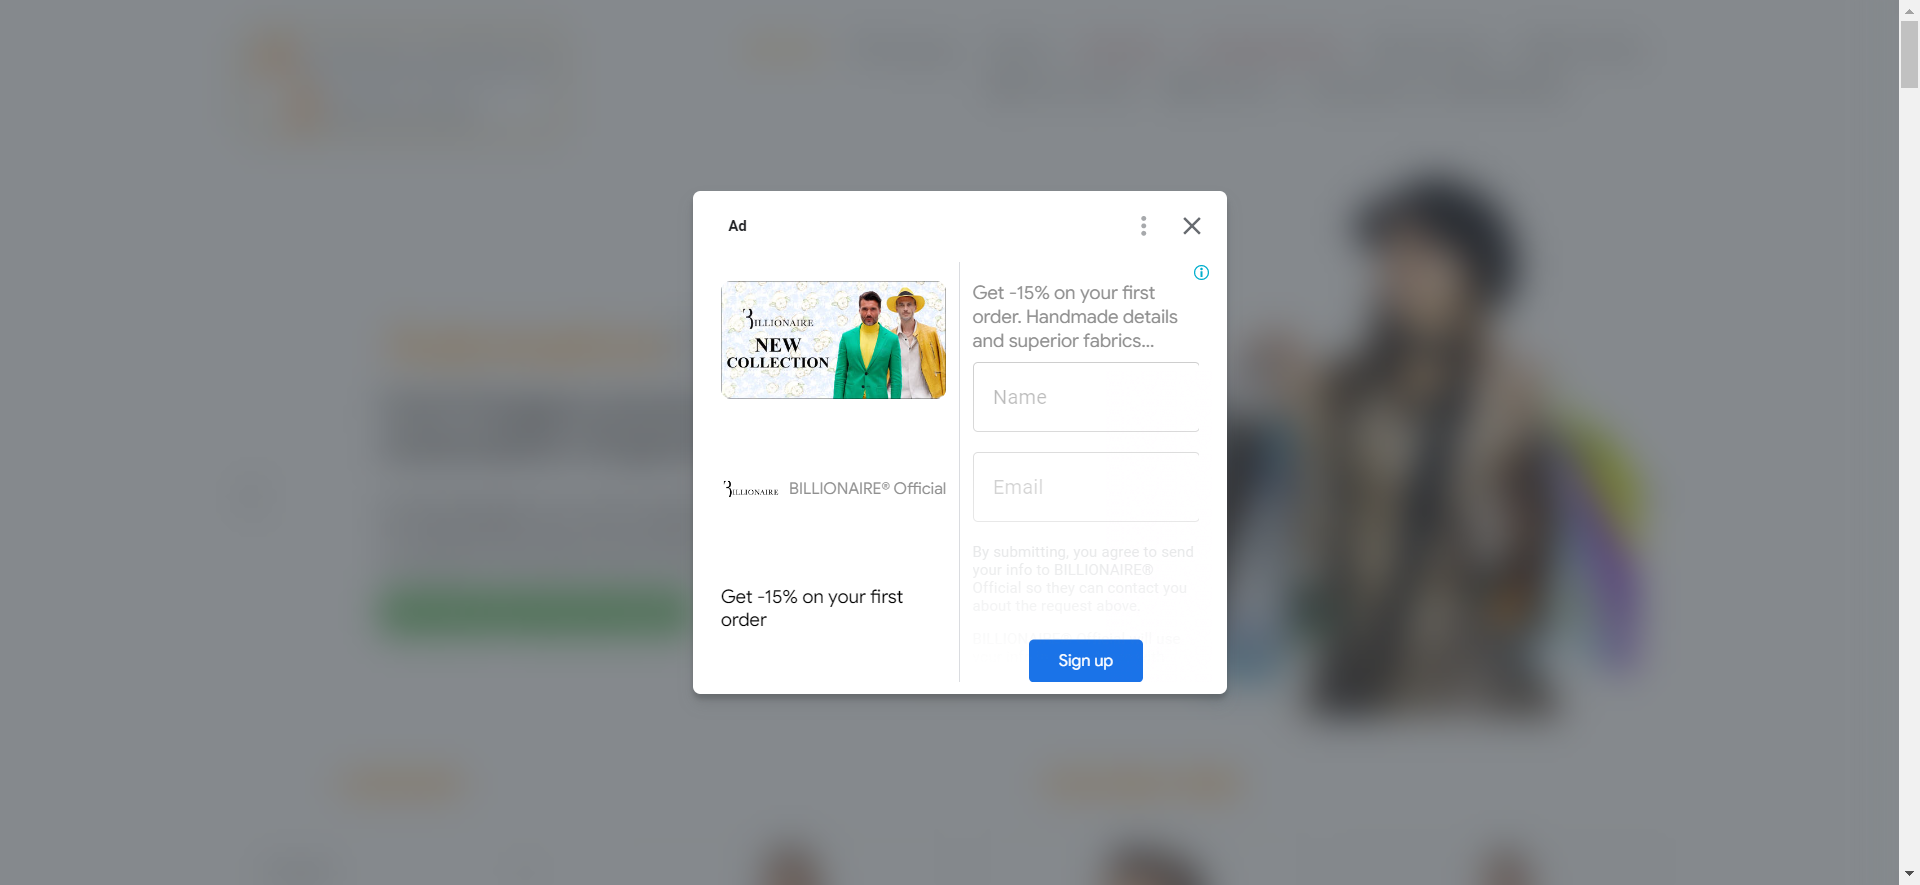 Ad
BILLIONAIRE
NEW
COLLECTION
BILLIONAIRE BILLIONAIRE® Official
Get -15% on your first
order
Get -15% on your first
order. Handmade details
and superior fabrics...
Name
Email
By submitting, you agree to send
your info to BILLIONAIRE®
Official so they can contact you
about the request above.
Sign up